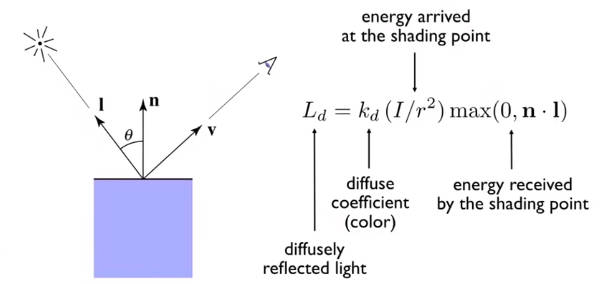 energy arrived
at the shading point
l
n
θ
v
L_d = k_d (I/r²) max(0, n · l)
diffuse
coefficient
(color)
energy received
by the shading point
diffusely
reflected light